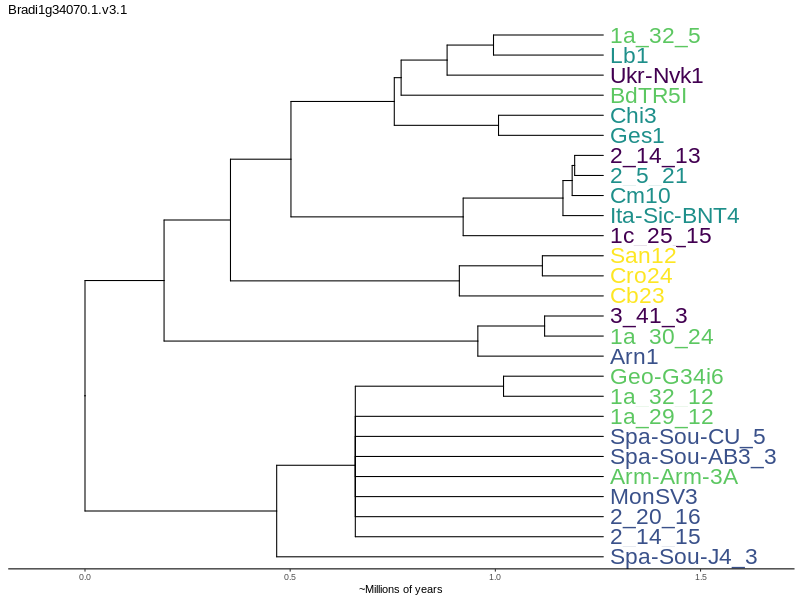 Bradi1g34070.1.v3.1
1a_32_5
Lb1
Ukr-Nvk1
BdTR5I
Chi3
Ges1
2_14_13
2_5_21
Cm10
Ita-Sic-BNT4
1c_25_15
San12
Cro24
Cb23
3_41_3
1a_30_24
Arn1
Geo-G34i6
1a_32_12
1a_29_12
Spa-Sou-CU_5
Spa-Sou-AB3_3
Arm-Arm-3A
MonSV3
2_20_16
2_14_15
Spa-Sou-J4_3
0.0 0.5 1.0 1.5
~Millions of years